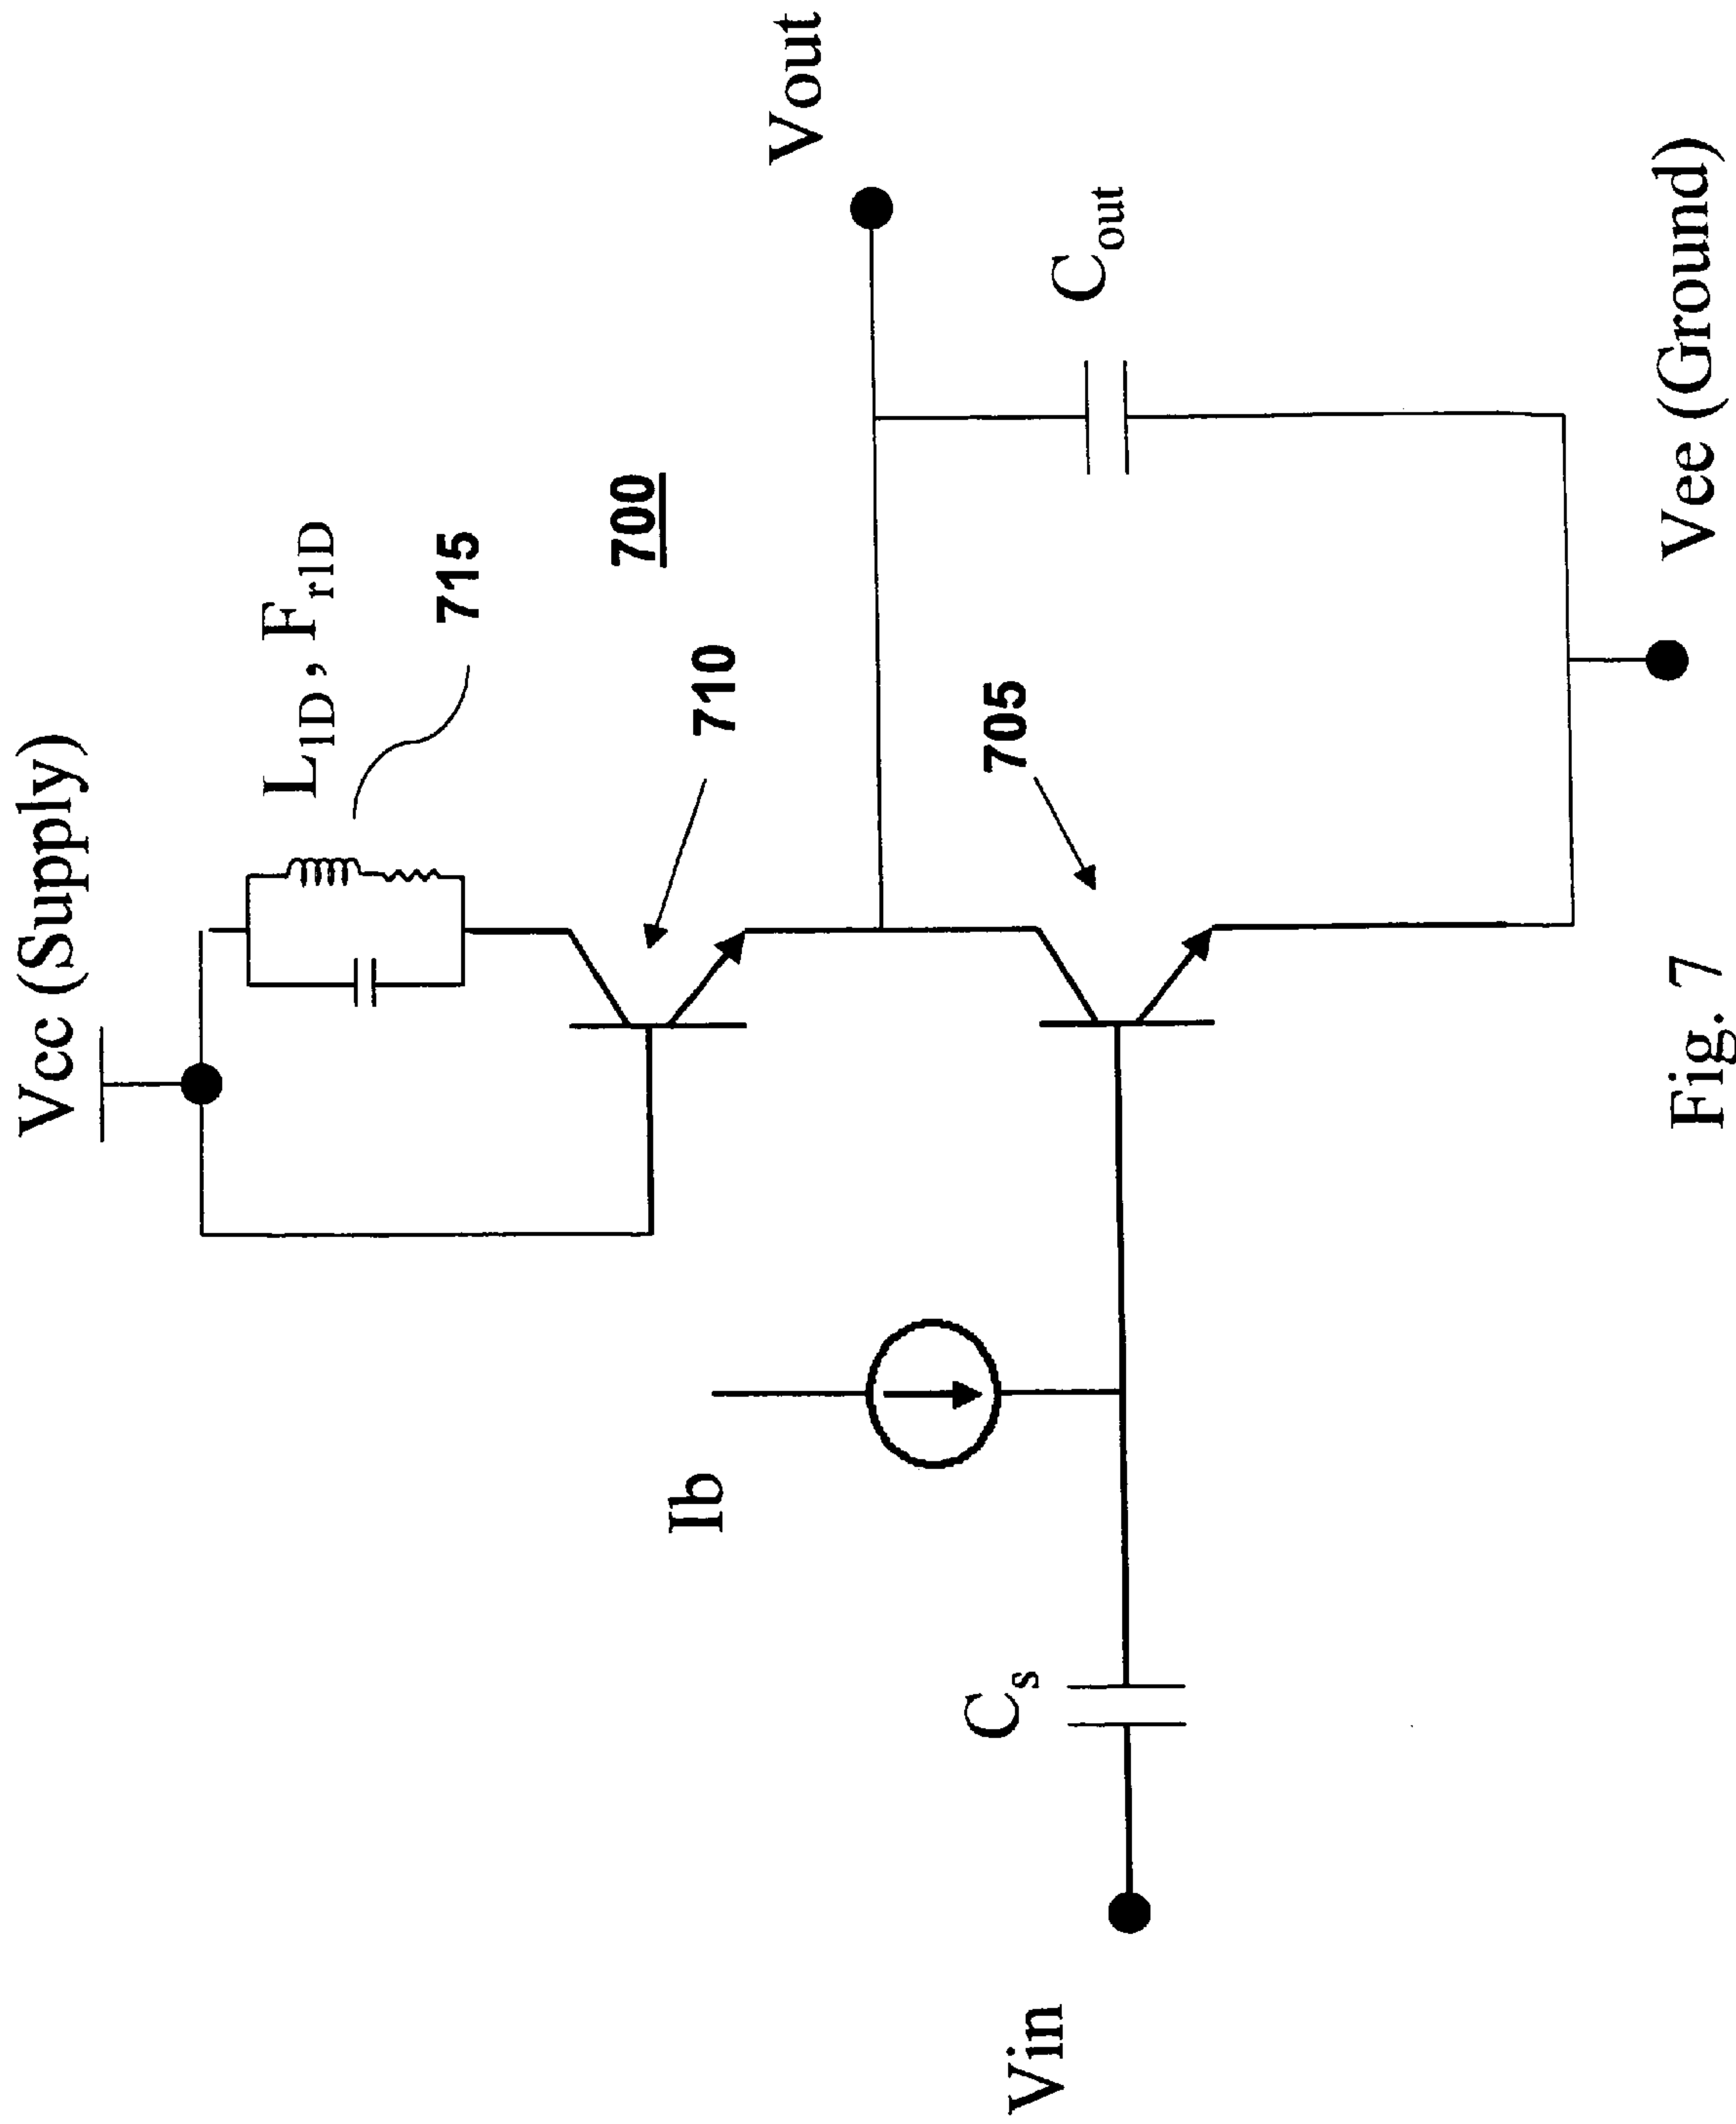 Vcc (Supply)
L1D, Fr1D
715
700
710
Vout
Ib
705
Cout
Cs
Vin
Vee (Ground)
Fig. 7